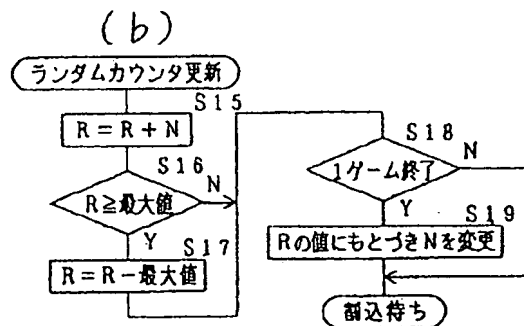 (b)
ランダムカウンタ更新
S15
R=R+N
S16
R≧最大値
N
Y
S17
R=R-最大値
S18
1ゲーム終了
N
Y
S19
Rの値にもとづきNを変更
割込待ち